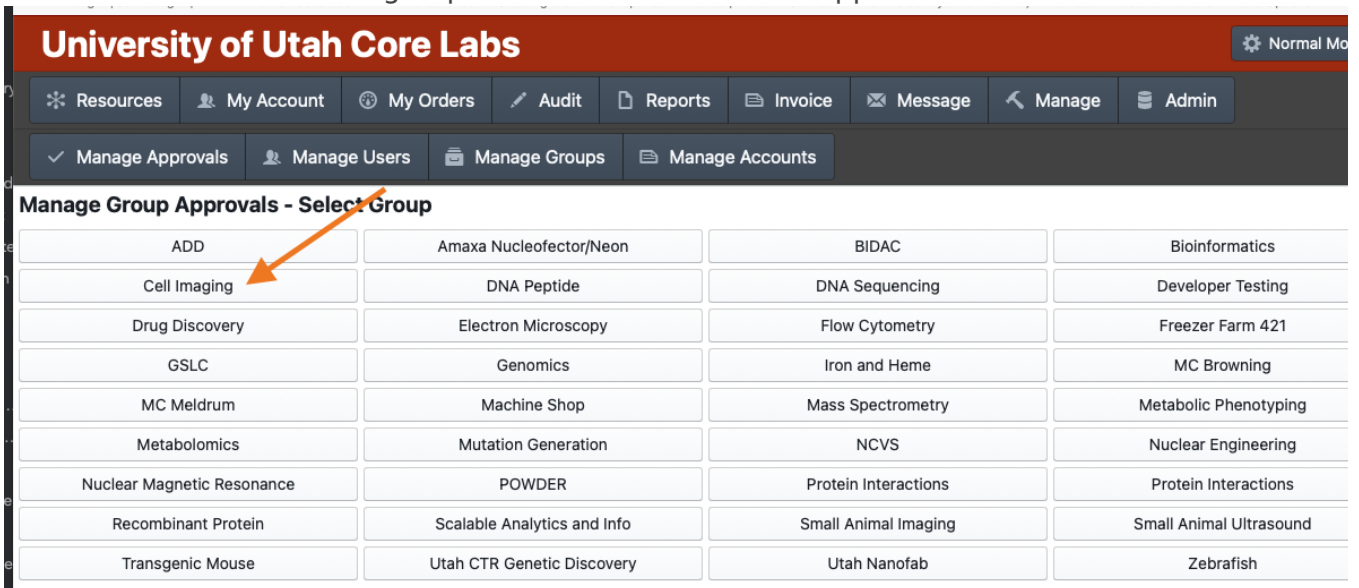 University of Utah Core Labs
Normal Mo
Resources My Account My Orders Audit Reports Invoice Message Manage Admin
Manage Approvals Manage Users Manage Groups Manage Accounts
Manage Group Approvals - Select Group
ADD Amaxa Nucleofector/Neon BIDAC Bioinformatics
Cell Imaging DNA Peptide DNA Sequencing Developer Testing
Drug Discovery Electron Microscopy Flow Cytometry Freezer Farm 421
GSLC Genomics Iron and Heme MC Browning
MC Meldrum Machine Shop Mass Spectrometry Metabolic Phenotyping
Metabolomics Mutation Generation NCVS Nuclear Engineering
Nuclear Magnetic Resonance POWDER Protein Interactions Protein Interactions
Recombinant Protein Scalable Analytics and Info Small Animal Imaging Small Animal Ultrasound
Transgenic Mouse Utah CTR Genetic Discovery Utah Nanofab Zebrafish